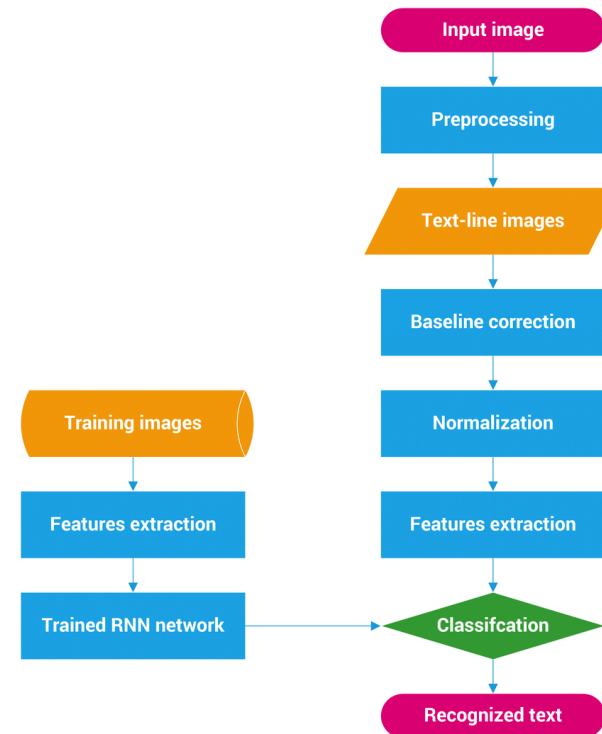 Input image
Preprocessing
Text-line images
Baseline correction
Training images
Normalization
Features extraction
Features extraction
Trained RNN network
Classifcation
Recognized text